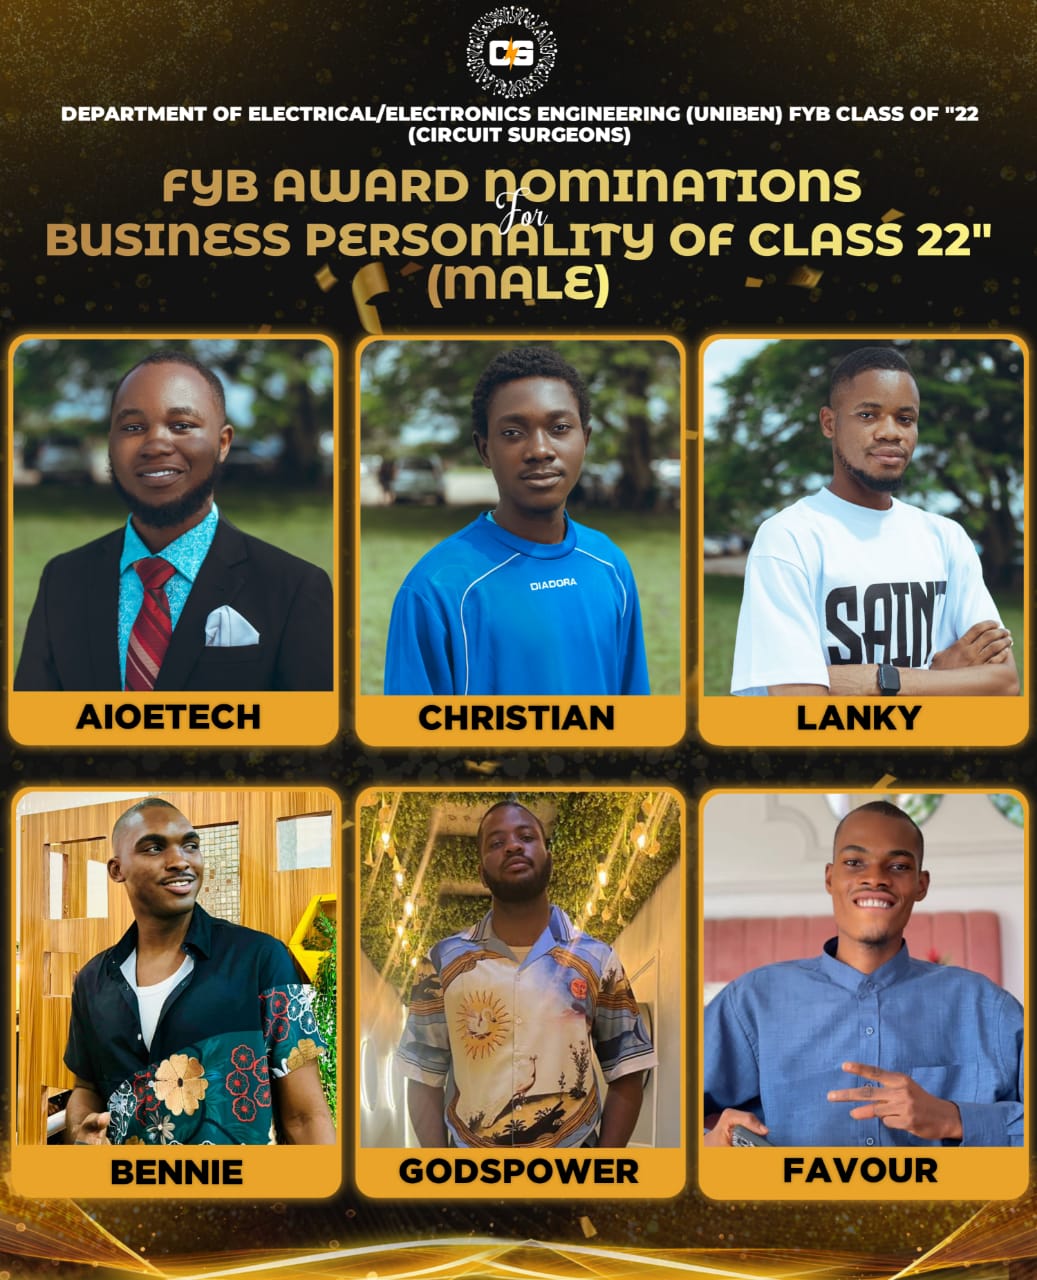 CS
DEPARTMENT OF ELECTRICAL/ELECTRONICS ENGINEERING (UNIBEN) FYB CLASS OF "22
(CIRCUIT SURGEONS)
FYB AWARD NOMINATIONS
For
BUSINESS PERSONALITY OF CLASS 22"
(MALE)
DIADORA
SAINT
AIOETECH
CHRISTIAN
LANKY
BENNIE
GODSPOWER
FAVOUR